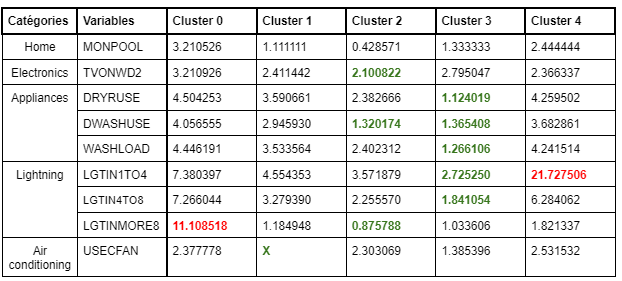 Catégories Variables Cluster 0 Cluster 1 Cluster 2 Cluster 3 Cluster 4
Home MONPOOL 3.210526 1.111111 0.428571 1.333333 2.444444
Electronics TVONWD2 3.210926 2.411442 2.100822 2.795047 2.366337
Appliances DRYRUSE 4.504253 3.590661 2.382666 1.124019 4.259502
DWASHUSE 4.056555 2.945930 1.320174 1.365408 3.682861
WASHLOAD 4.446191 3.533564 2.402312 1.266106 4.241514
Lightning LGTIN1TO4 7.380397 4.554353 3.571879 2.725250 21.727506
LGTIN4TO8 7.266044 3.279390 2.255570 1.841054 6.284062
LGTINMORE8 11.108518 1.184948 0.875788 1.033606 1.821337
Air conditioning USECFAN 2.377778 X 2.303069 1.385396 2.531532